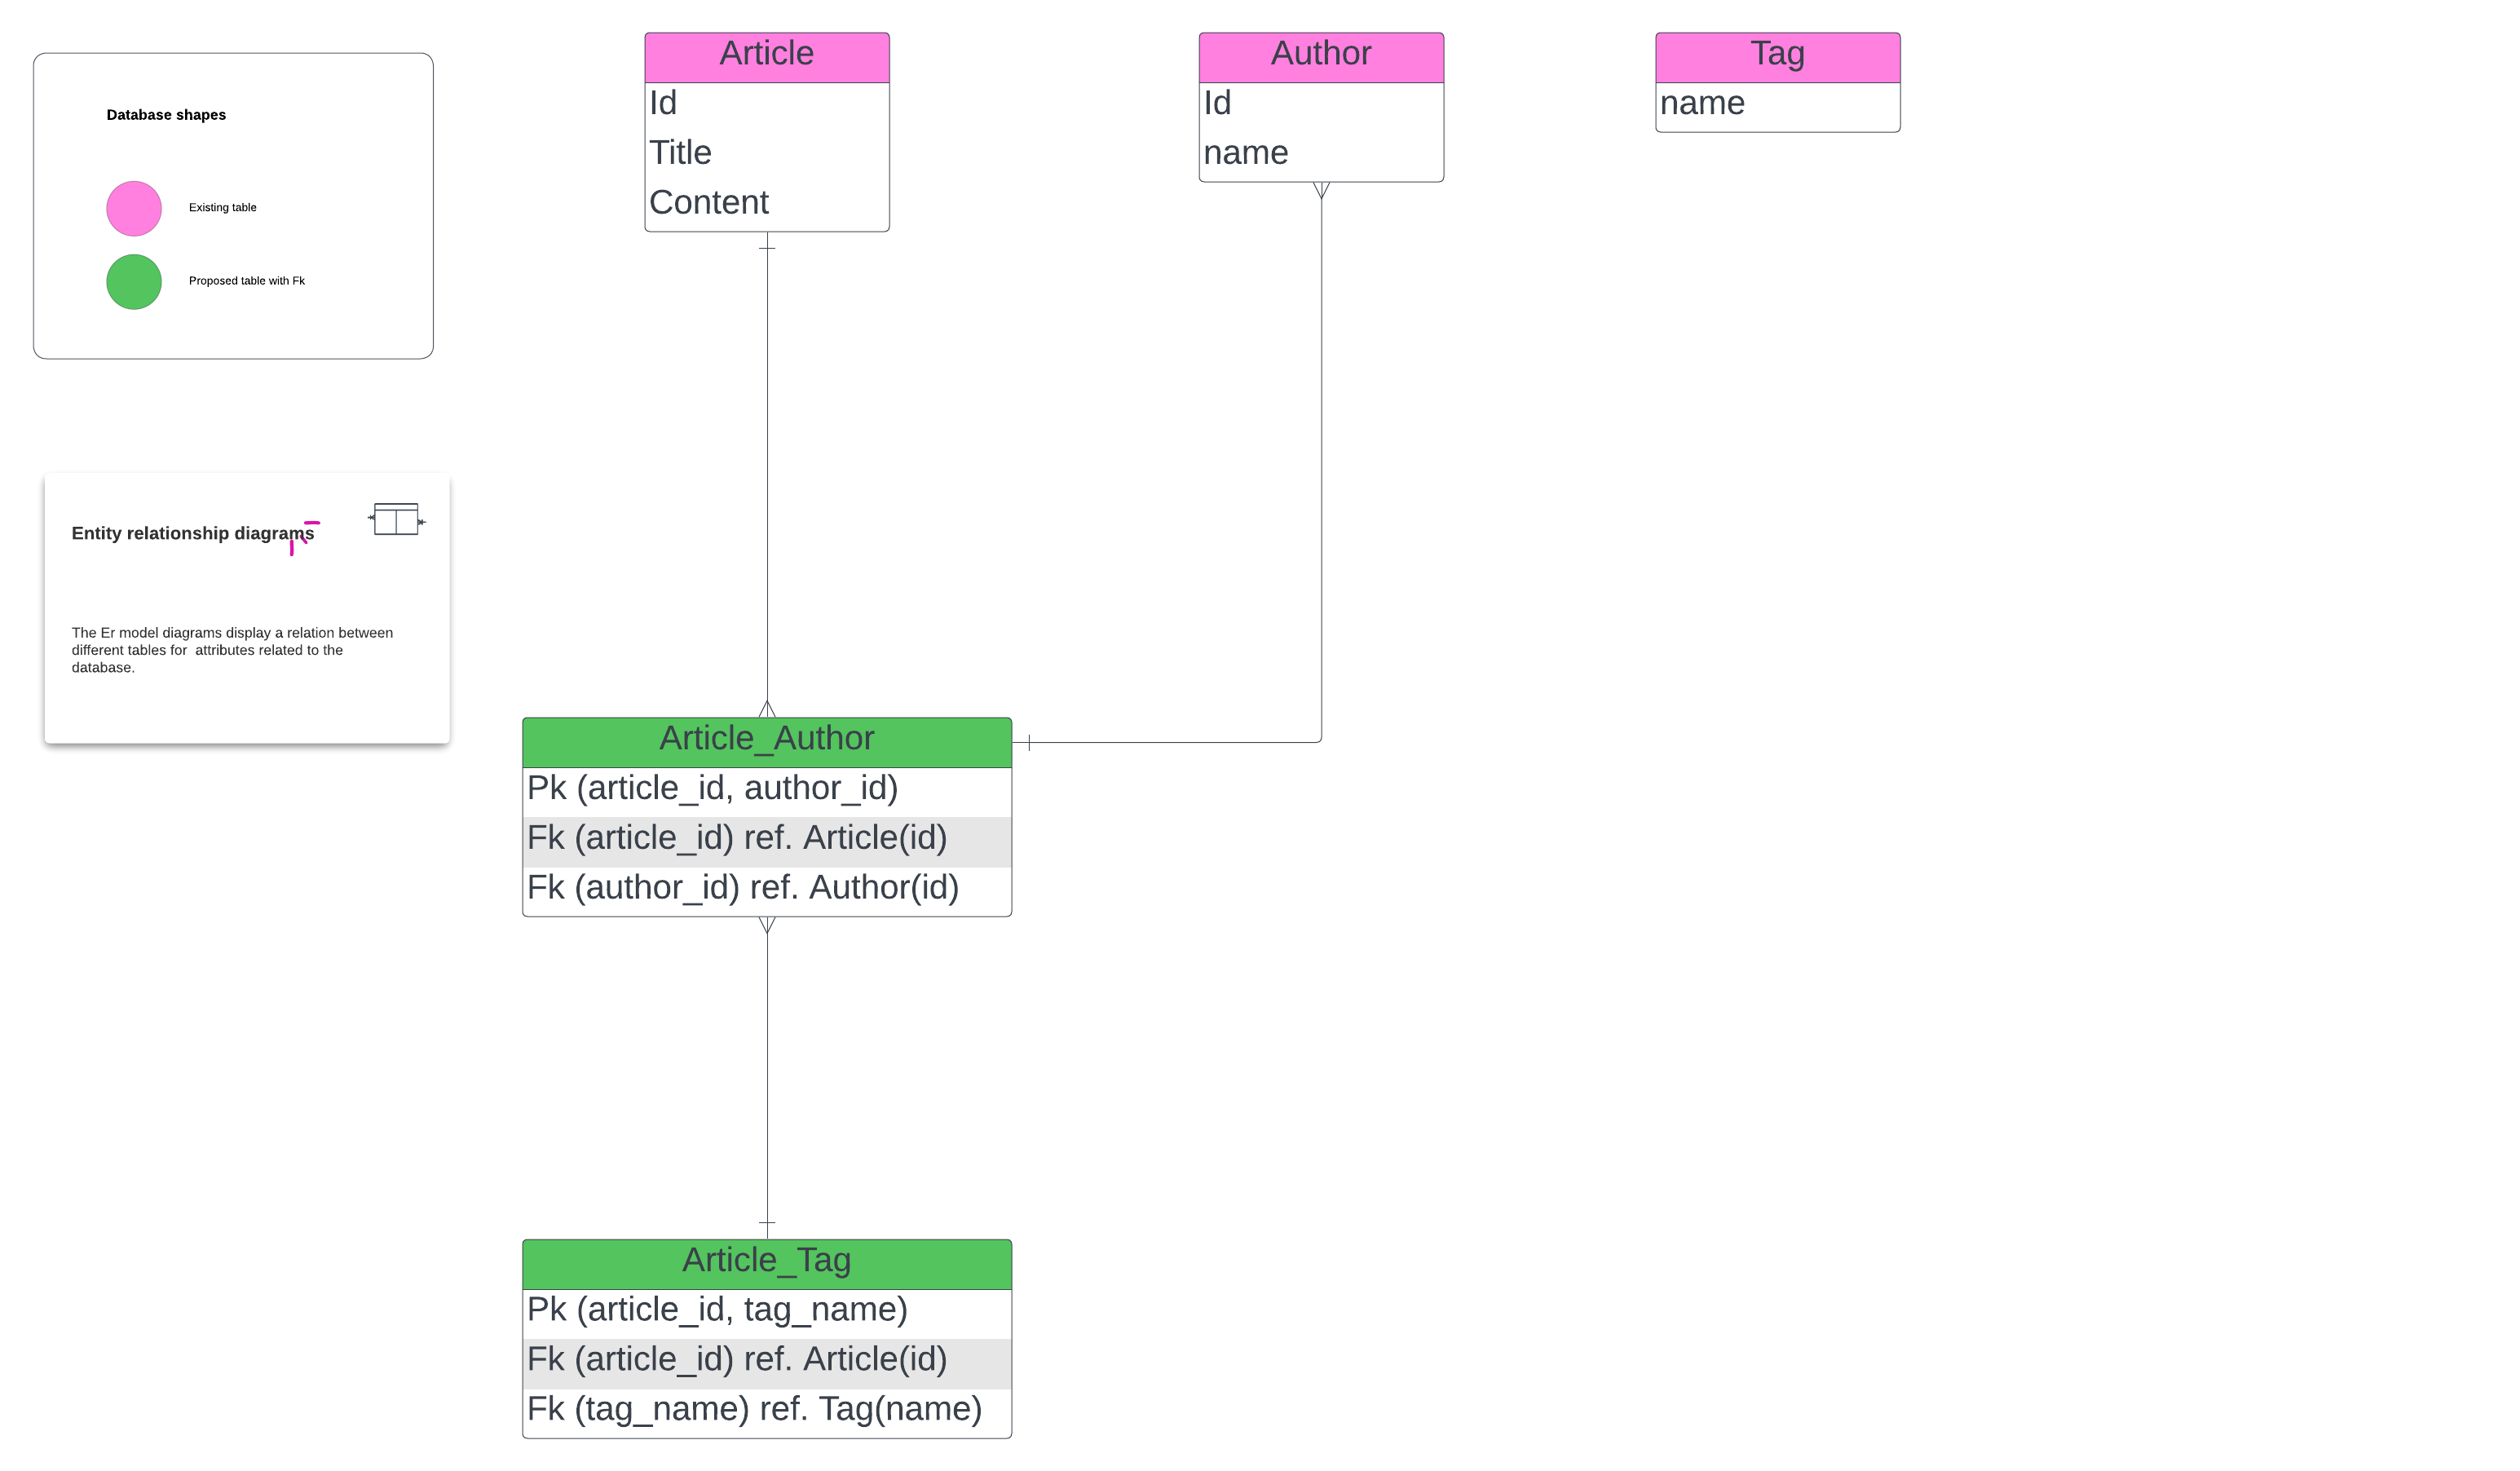 Database shapes
Existing table
Proposed table with Fk
Entity relationship diagrams
The Er model diagrams display a relation between
different tables for  attributes related to the
database.
Article
Id
Title
Content
Author
Id
name
Tag
name
Article_Author
Pk (article_id, author_id)
Fk (article_id) ref. Article(id)
Fk (author_id) ref. Author(id)
Article_Tag
Pk (article_id, tag_name)
Fk (article_id) ref. Article(id)
Fk (tag_name) ref. Tag(name)